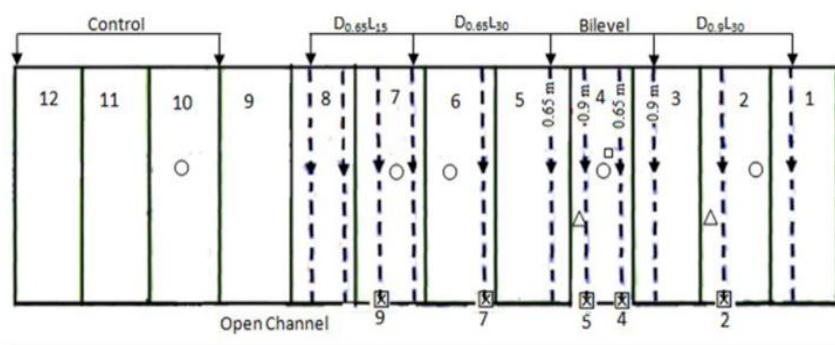 Control D₀.₆₅L₁₅ D₀.₆₅L₃₀ Bilevel D₀.₉L₃₀
12 11 10 9 8 7 6 5 0.65 m -0.9 m 4 0.65 m -0.9 m 3 2 1
Open Channel 9 7 5 4 2